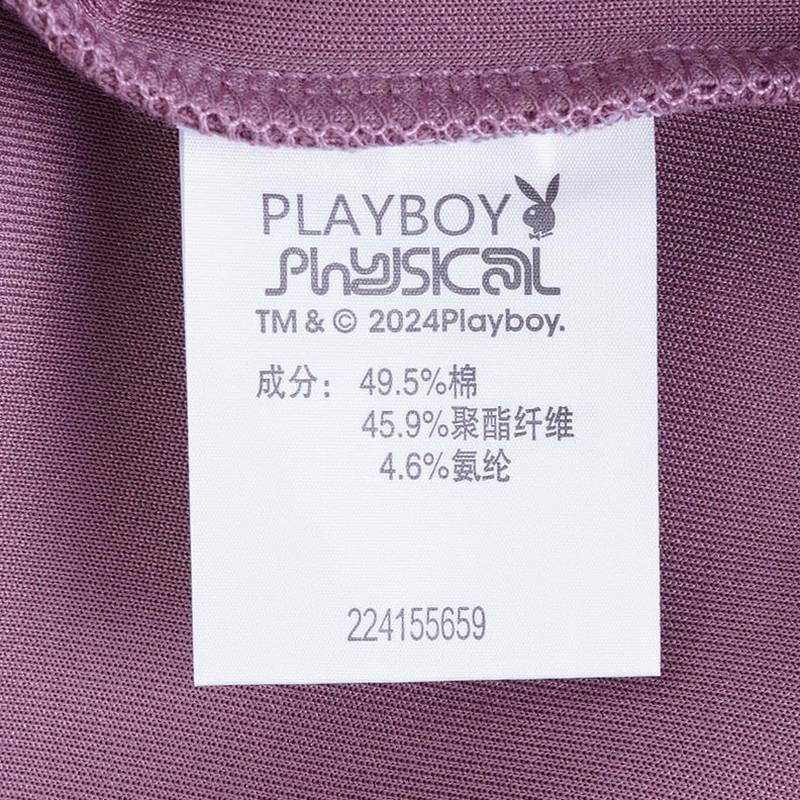 PLAYBOY
PhySICAL
TM & © 2024Playboy.
成分： 49.5%棉
45.9%聚酯纤维
4.6%氨纶
224155659